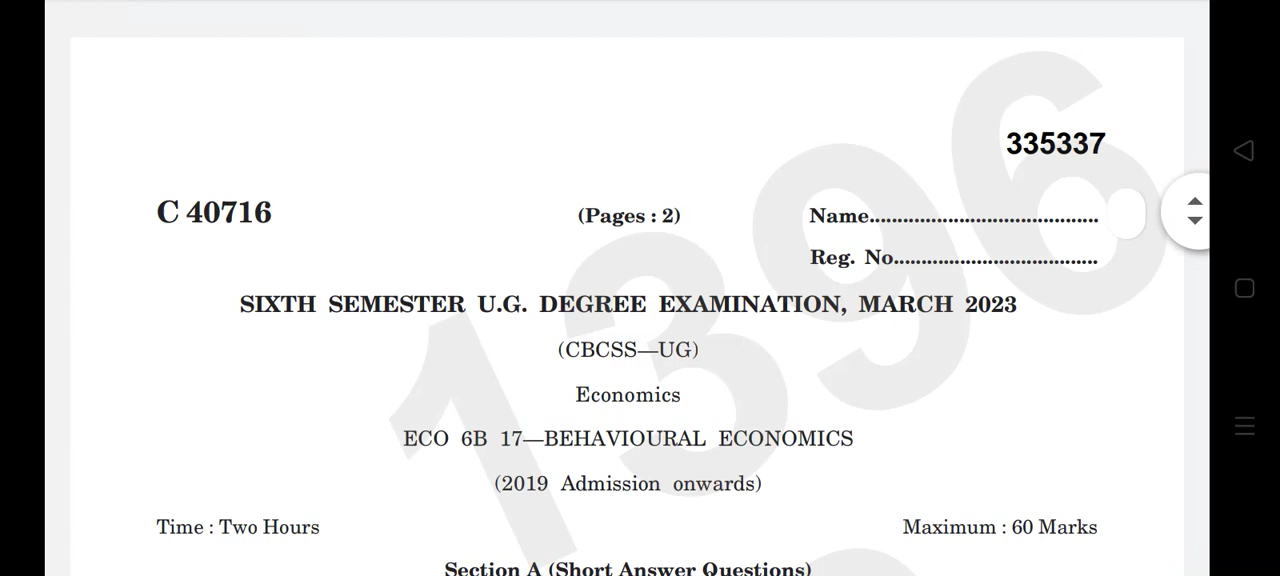 335337
C 40716 (Pages : 2) Name..........................................
Reg. No.....................................
SIXTH SEMESTER U.G. DEGREE EXAMINATION, MARCH 2023
(CBCSS—UG)
Economics
ECO 6B 17—BEHAVIOURAL ECONOMICS
(2019 Admission onwards)
Time : Two Hours Maximum : 60 Marks
Section A (Short Answer Questions)
1396